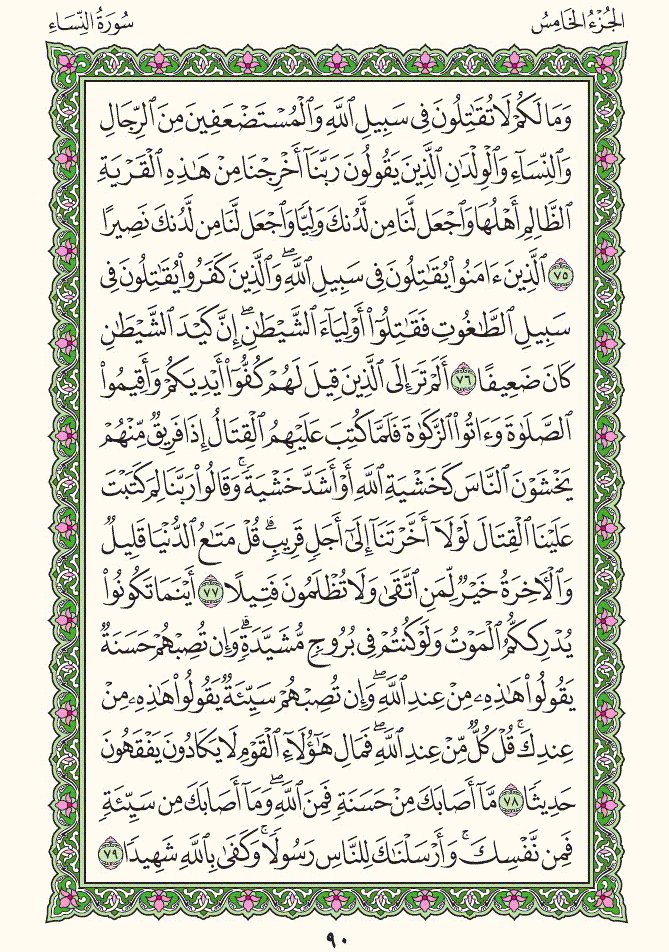 الجُزْءُ الخَامِسُ
سُورَةُ النِّسَاءِ
وَمَا لَكُمْ لَا تُقَٰتِلُونَ فِى سَبِيلِ ٱللَّهِ وَٱلْمُسْتَضْعَفِينَ مِنَ ٱلرِّجَالِ
وَٱلنِّسَآءِ وَٱلْوِلْدَٰنِ ٱلَّذِينَ يَقُولُونَ رَبَّنَآ أَخْرِجْنَا مِنْ هَٰذِهِ ٱلْقَرْيَةِ
ٱلظَّالِمِ أَهْلُهَا وَٱجْعَل لَّنَا مِن لَّدُنكَ وَلِيًّا وَٱجْعَل لَّنَا مِن لَّدُنكَ نَصِيرًا
٧٥ ٱلَّذِينَ ءَامَنُوا۟ يُقَٰتِلُونَ فِى سَبِيلِ ٱللَّهِ ۖ وَٱلَّذِينَ كَفَرُوا۟ يُقَٰتِلُونَ فِى
سَبِيلِ ٱلطَّٰغُوتِ فَقَٰتِلُوٓا۟ أَوْلِيَآءَ ٱلشَّيْطَٰنِ ۖ إِنَّ كَيْدَ ٱلشَّيْطَٰنِ
كَانَ ضَعِيفًا ٧٦ أَلَمْ تَرَ إِلَى ٱلَّذِينَ قِيلَ لَهُمْ كُفُّوٓا۟ أَيْدِيَكُمْ وَأَقِيمُوا۟
ٱلصَّلَوٰةَ وَءَاتُوا۟ ٱلزَّكَوٰةَ فَلَمَّا كُتِبَ عَلَيْهِمُ ٱلْقِتَالُ إِذَا فَرِيقٌ مِّنْهُمْ
يَخْشَوْنَ ٱلنَّاسَ كَخَشْيَةِ ٱللَّهِ أَوْ أَشَدَّ خَشْيَةً ۚ وَقَالُوا۟ رَبَّنَا لِمَ كَتَبْتَ
عَلَيْنَا ٱلْقِتَالَ لَوْلَآ أَخَّرْتَنَآ إِلَىٰٓ أَجَلٍ قَرِيبٍ ۗ قُلْ مَتَٰعُ ٱلدُّنْيَا قَلِيلٌ
وَٱلْءَاخِرَةُ خَيْرٌ لِّمَنِ ٱتَّقَىٰ وَلَا تُظْلَمُونَ فَتِيلًا ٧٧ أَيْنَمَا تَكُونُوا۟
يُدْرِككُّمُ ٱلْمَوْتُ وَلَوْ كُنتُمْ فِى بُرُوجٍ مُّشَيَّدَةٍ ۗ وَإِن تُصِبْهُمْ حَسَنَةٌ
يَقُولُوا۟ هَٰذِهِۦ مِنْ عِندِ ٱللَّهِ ۖ وَإِن تُصِبْهُمْ سَيِّئَةٌ يَقُولُوا۟ هَٰذِهِۦ مِنْ
عِندِكَ ۚ قُلْ كُلٌّ مِّنْ عِندِ ٱللَّهِ ۖ فَمَالِ هَٰٓؤُلَآءِ ٱلْقَوْمِ لَا يَكَادُونَ يَفْقَهُونَ
حَدِيثًا ٧٨ مَّآ أَصَابَكَ مِنْ حَسَنَةٍ فَمِنَ ٱللَّهِ ۖ وَمَآ أَصَابَكَ مِن سَيِّئَةٍ
فَمِن نَّفْسِكَ ۚ وَأَرْسَلْنَٰكَ لِلنَّاسِ رَسُولًا ۚ وَكَفَىٰ بِٱللَّهِ شَهِيدًا ٧٩
٩٠